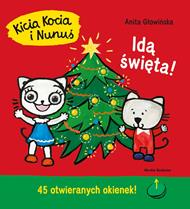 Kicia Kocia
i Nunuś
Anita Głowińska
Idą
święta!
Media Rodzina
45 otwieranych okienek!